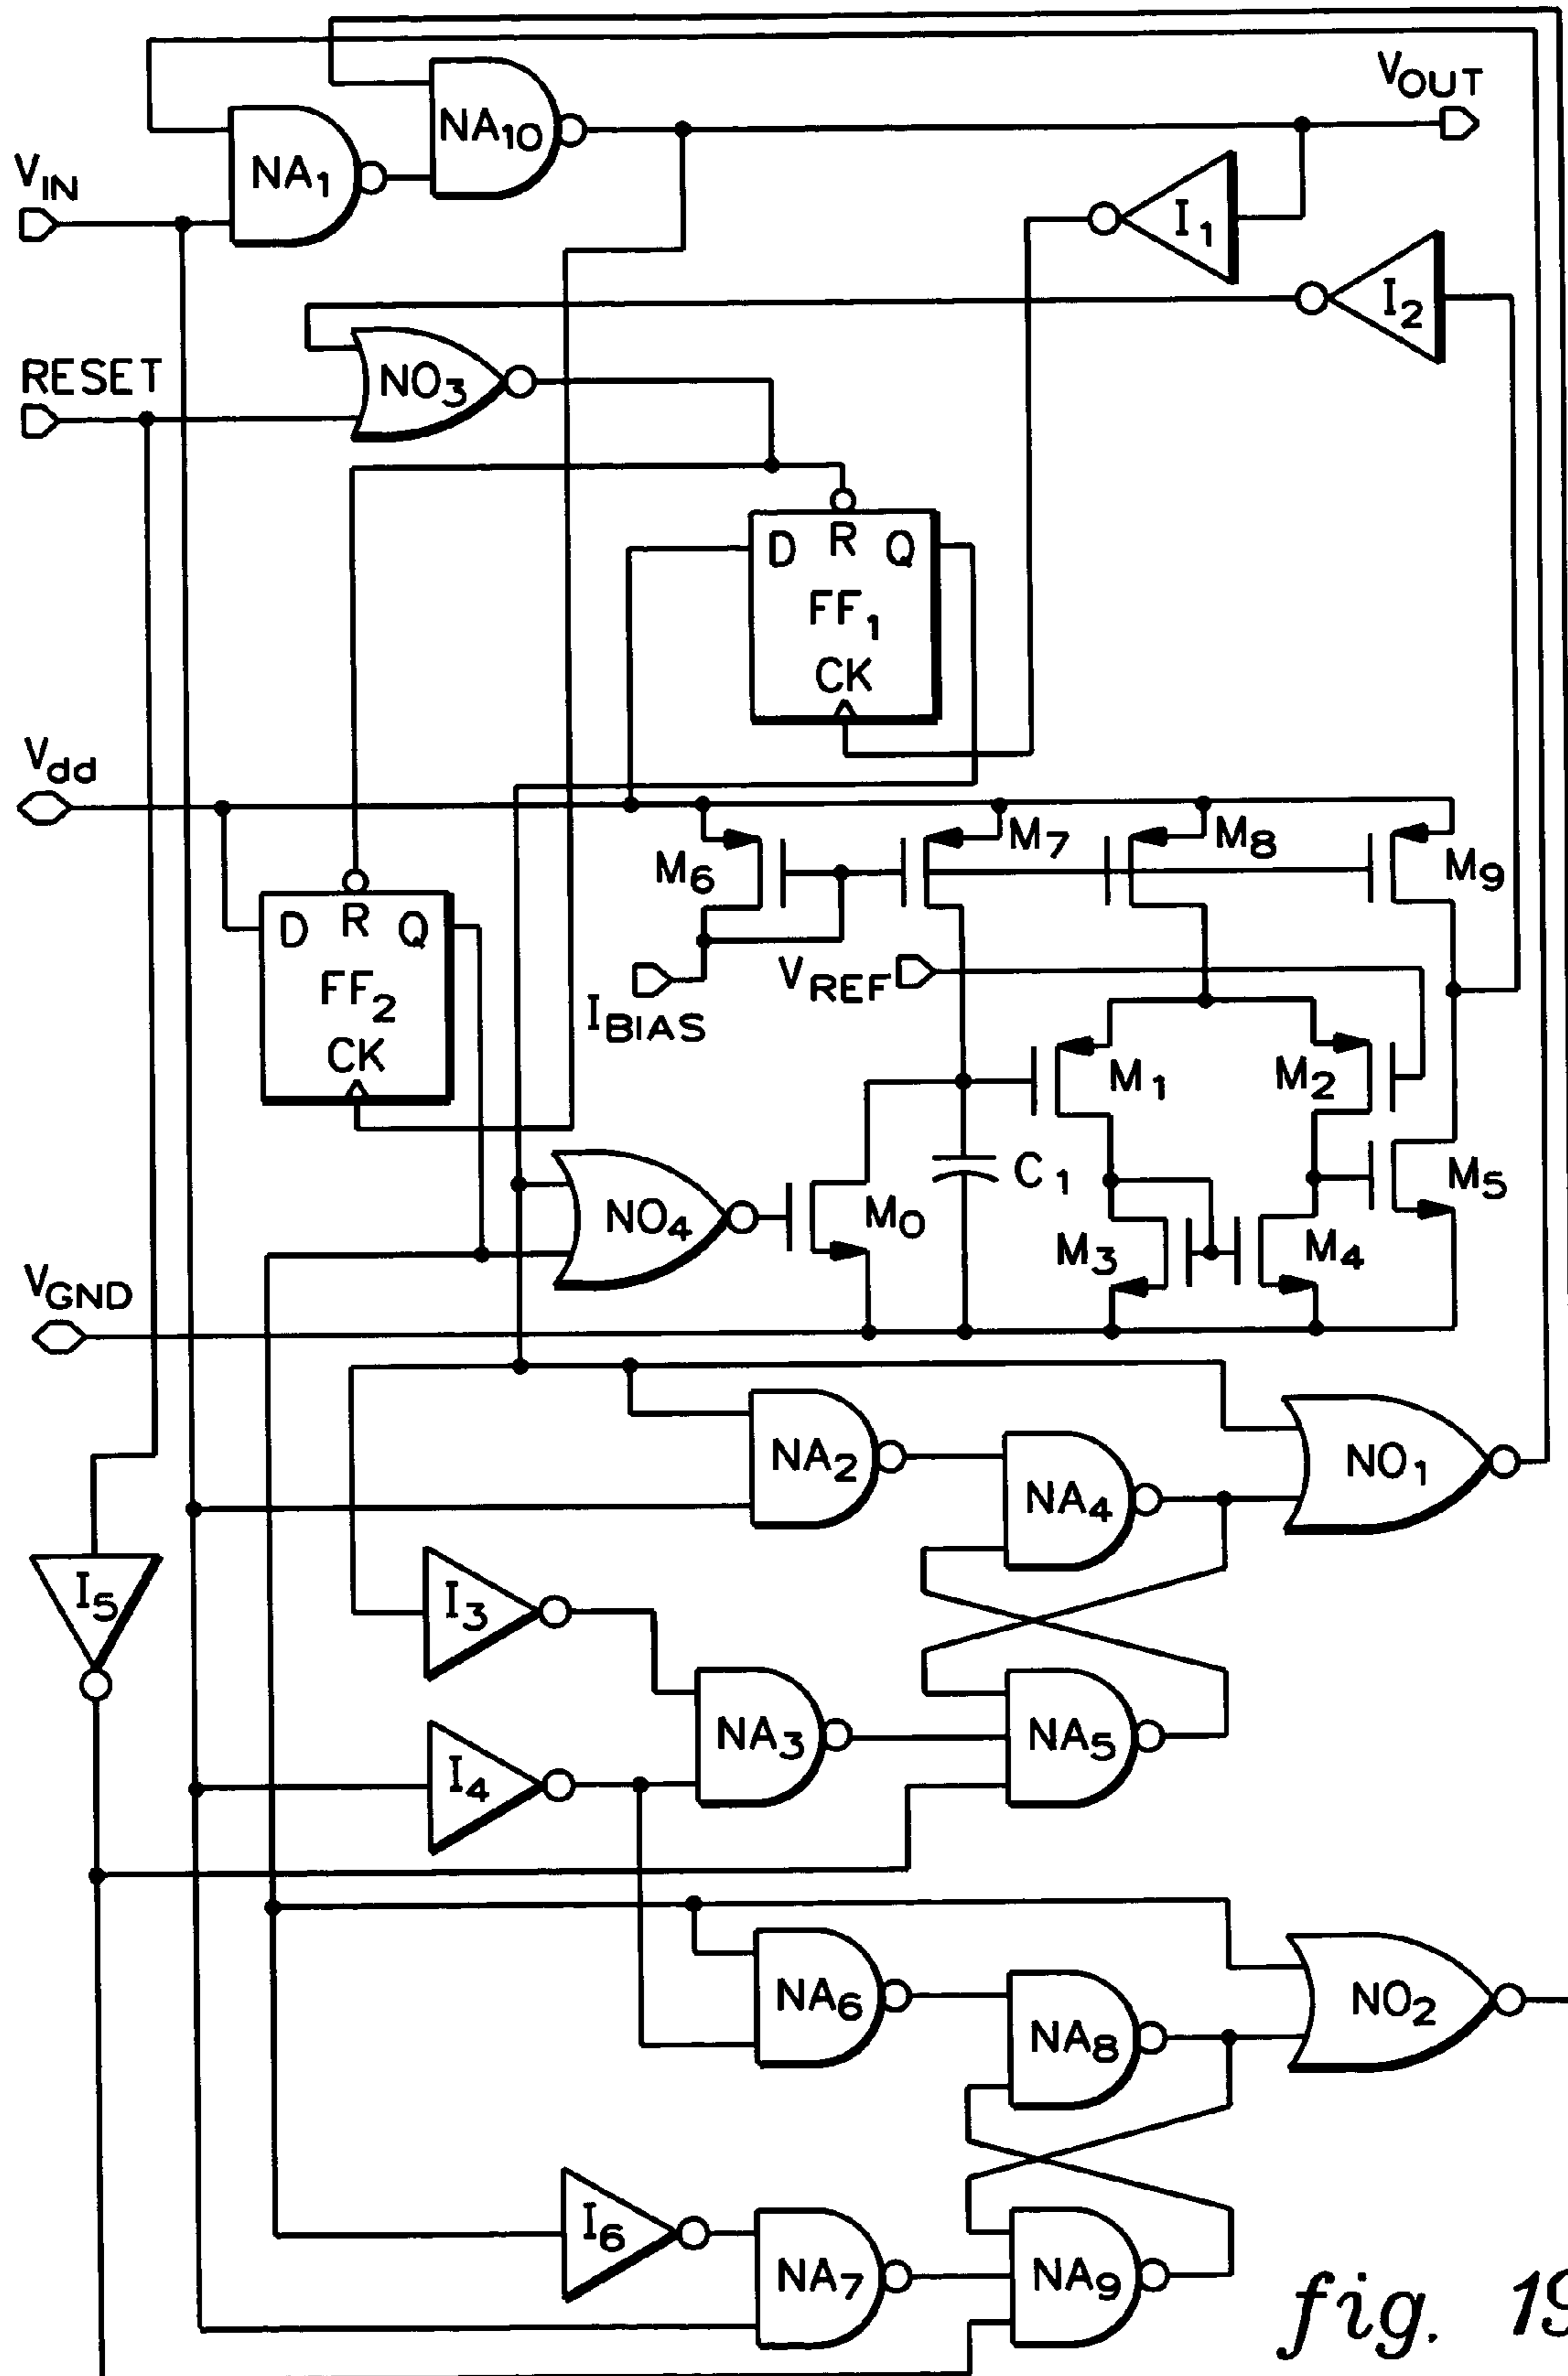 VOUT
NA10
NA1
VIN
I1
I2
RESET
NO3
D R Q
FF1
CK
Vdd
M6
M7
M8
M9
D R Q
FF2
CK
IBIAS
VREF
M1
M2
C1
M5
NO4
M0
M3
M4
VGND
NA2
NA4
NO1
I5
I3
NA3
NA5
I4
NA6
NA8
NO2
I6
NA7
NA9
fig. 19